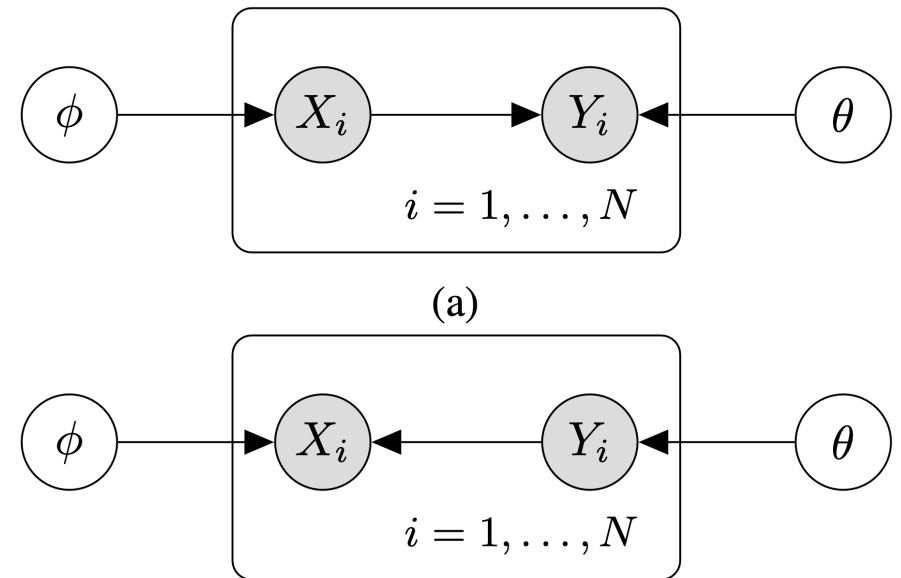 ϕ X_i Y_i θ
i = 1, . . . , N
(a)
ϕ X_i Y_i θ
i = 1, . . . , N